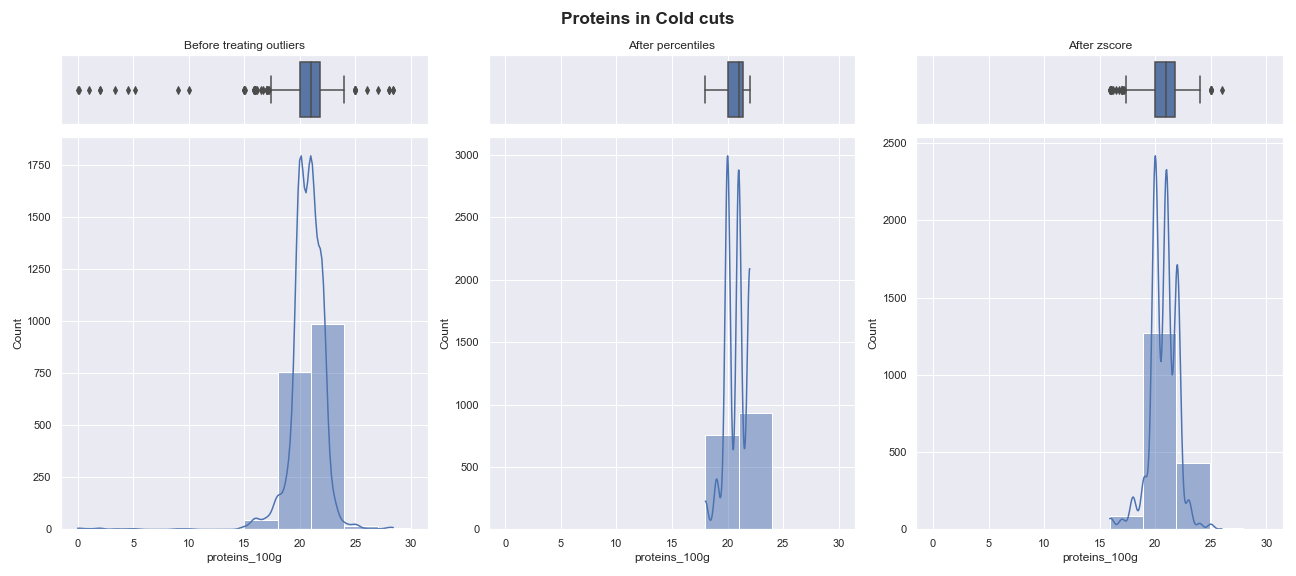 Proteins in Cold cuts
Before treating outliers
After percentiles
After zscore
1750
1500
1250
1000
750
500
250
0
Count
0 5 10 15 20 25 30
proteins_100g
3000
2500
2000
1500
1000
500
0
Count
0 5 10 15 20 25 30
proteins_100g
2500
2000
1500
1000
500
0
Count
0 5 10 15 20 25 30
proteins_100g